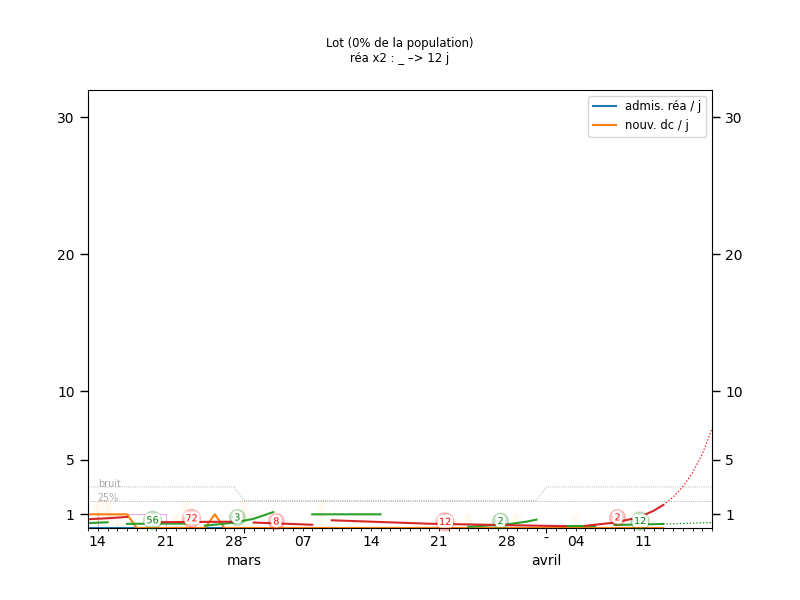 Lot (0% de la population)
réa x2 : _ –> 12 j
admis. réa / j
nouv. dc / j
30 30
20 20
10 10
5 5
bruit
25%
1 1
56 72 3 8 12 2 2 12
14 21 28 07 14 21 28 04 11
mars avril